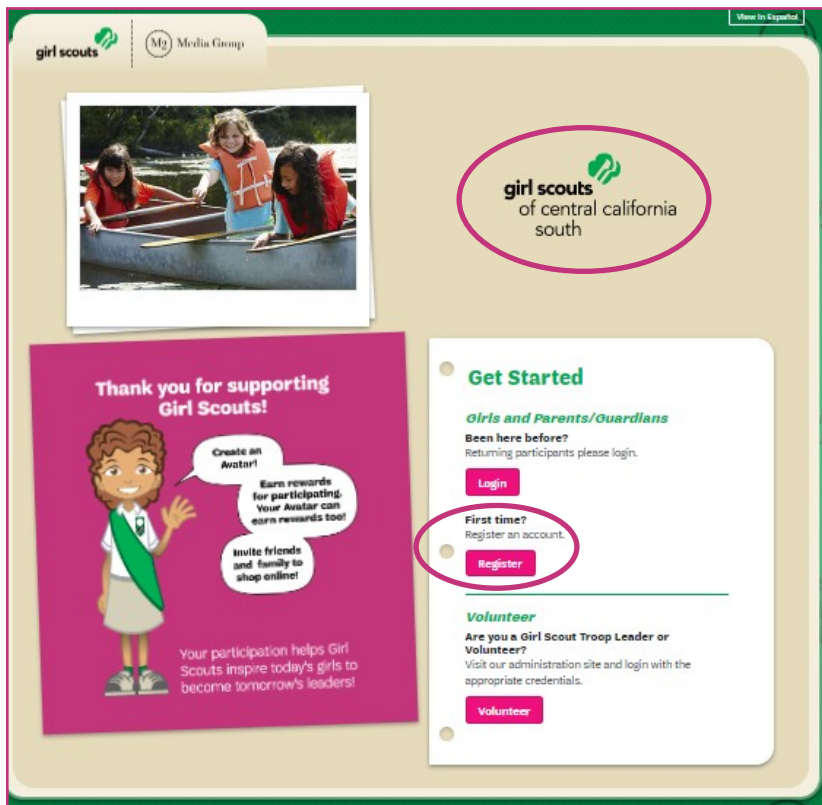 View in Español
girl scouts
M2 Media Group
girl scouts
of central california
south
Thank you for supporting
Girl Scouts!
Create an
Avatar!
Earn rewards
for participating.
Your Avatar can
earn rewards too!
Invite friends
and family to
shop online!
Your participation helps Girl
Scouts inspire today's girls to
become tomorrow's leaders!
Get Started
Girls and Parents/Guardians
Been here before?
Returning participants please login.
Login
First time?
Register an account.
Register
Volunteer
Are you a Girl Scout Troop Leader or
Volunteer?
Visit our administration site and login with the
appropriate credentials.
Volunteer